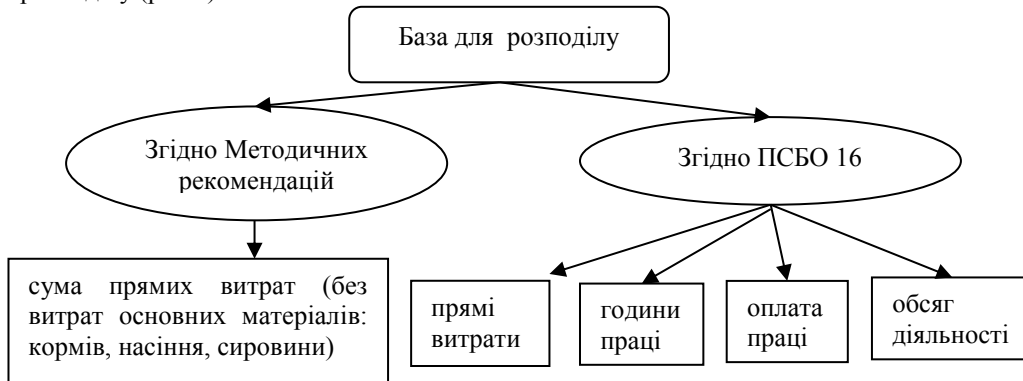 База для розподілу
Згідно Методичних
рекомендацій
Згідно ПСБО 16
сума прямих витрат (без
витрат основних матеріалів:
кормів, насіння, сировини)
прямі
витрати
години
праці
оплата
праці
обсяг
діяльності